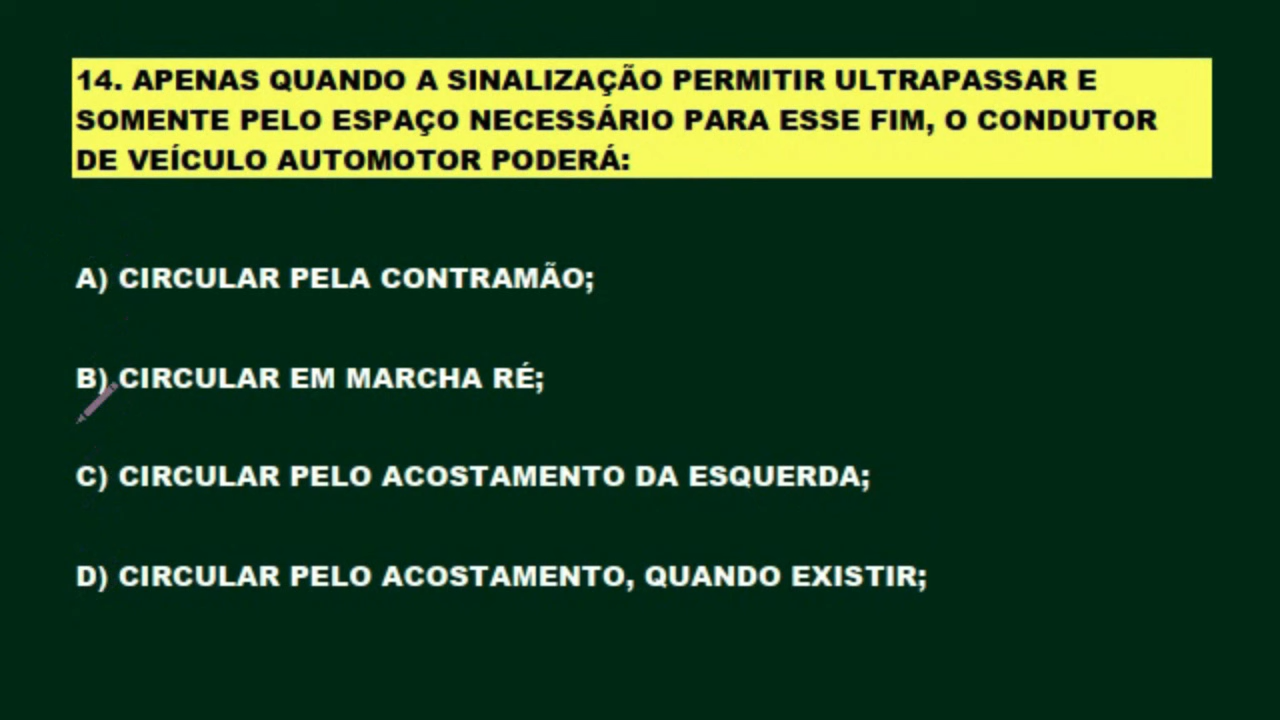 14. APENAS QUANDO A SINALIZAÇÃO PERMITIR ULTRAPASSAR E
SOMENTE PELO ESPAÇO NECESSÁRIO PARA ESSE FIM, O CONDUTOR
DE VEÍCULO AUTOMOTOR PODERÁ:
A) CIRCULAR PELA CONTRAMÃO;
B) CIRCULAR EM MARCHA RÉ;
C) CIRCULAR PELO ACOSTAMENTO DA ESQUERDA;
D) CIRCULAR PELO ACOSTAMENTO, QUANDO EXISTIR;